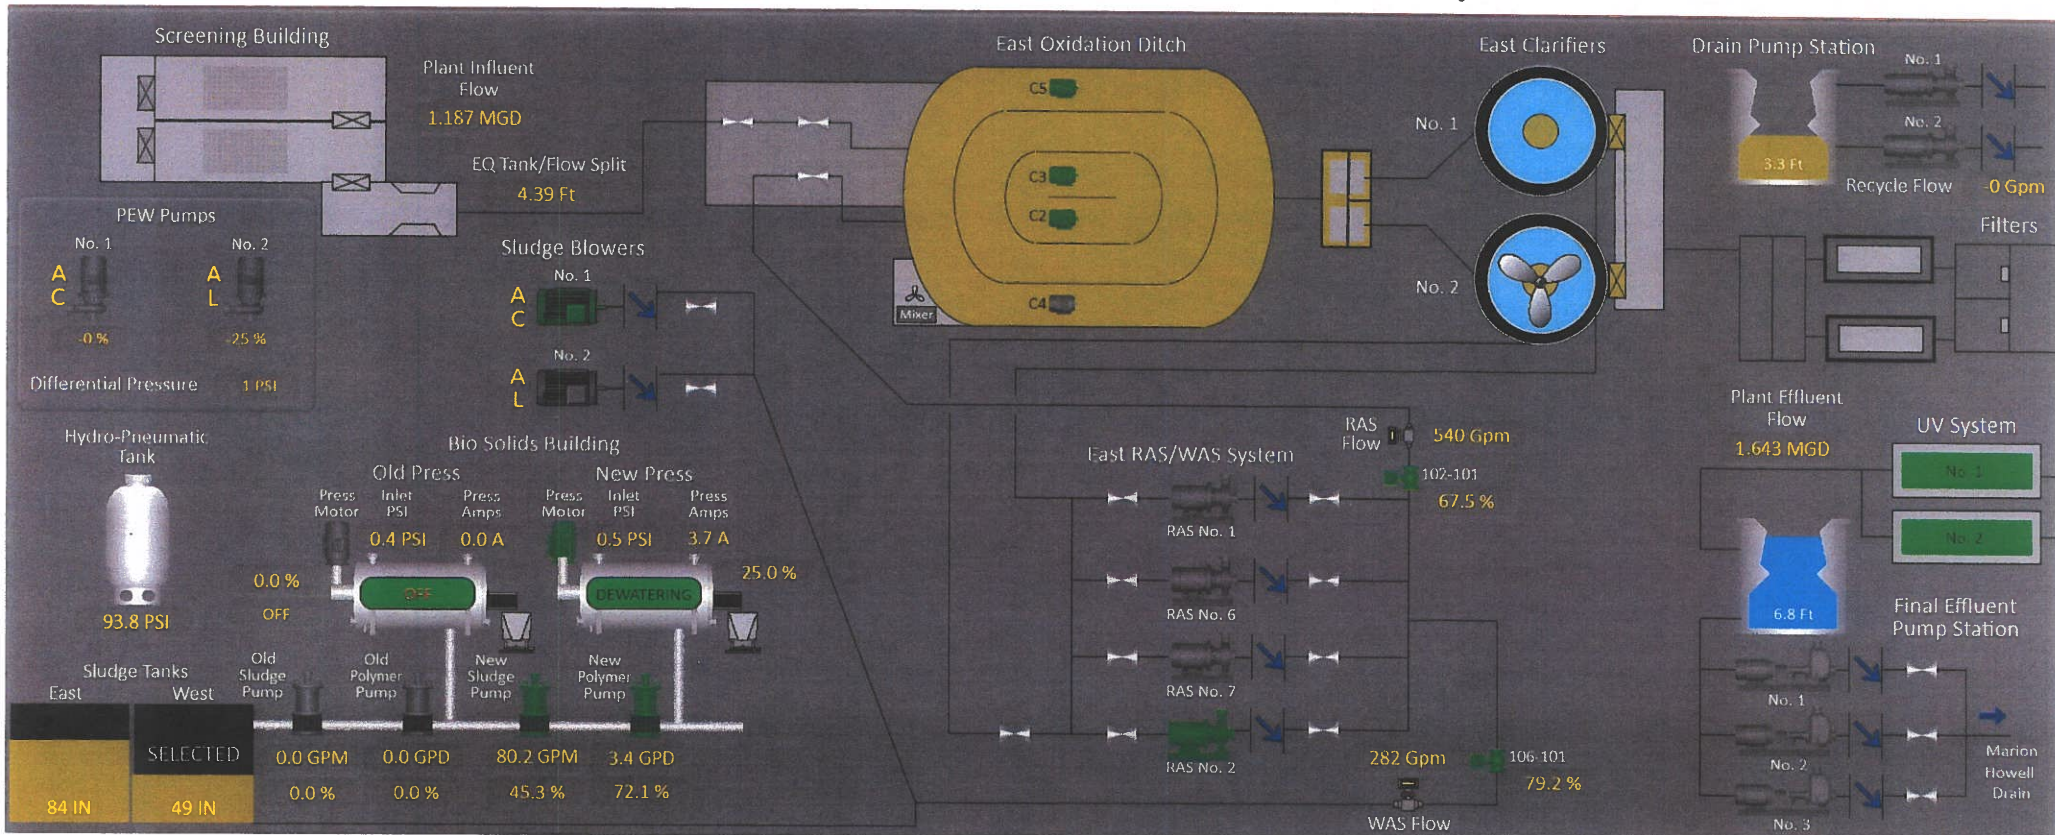 Screening Building
Plant Influent
Flow
1.187 MGD
EQ Tank/Flow Split
4.39 Ft
PEW Pumps
No. 1
No. 2
A
C
A
L
-0 %
-25 %
Differential Pressure
1 PSI
Sludge Blowers
No. 1
A
C
No. 2
A
L
East Oxidation Ditch
C5
C3
C2
C4
Mixer
East Clarifiers
No. 1
No. 2
Drain Pump Station
No. 1
No. 2
3.3 Ft
Recycle Flow
-0 Gpm
Filters
Hydro-Pneumatic
Tank
93.8 PSI
Bio Solids Building
Old Press
New Press
Press
Motor
Inlet
PSI
Press
Amps
Press
Motor
Inlet
PSI
Press
Amps
0.4 PSI
0.0 A
0.5 PSI
3.7 A
0.0 %
OFF
OFF
DEWATERING
25.0 %
Sludge Tanks
East
West
SELECTED
84 IN
49 IN
Old
Sludge
Pump
Old
Polymer
Pump
New
Sludge
Pump
New
Polymer
Pump
0.0 GPM
0.0 GPD
80.2 GPM
3.4 GPD
0.0 %
0.0 %
45.3 %
72.1 %
East RAS/WAS System
RAS
Flow
540 Gpm
102-101
67.5 %
RAS No. 1
RAS No. 6
RAS No. 7
RAS No. 2
282 Gpm
106-101
79.2 %
WAS Flow
Plant Effluent
Flow
1.643 MGD
UV System
No. 1
No. 2
6.8 Ft
Final Effluent
Pump Station
No. 1
No. 2
No. 3
Marion
Howell
Drain